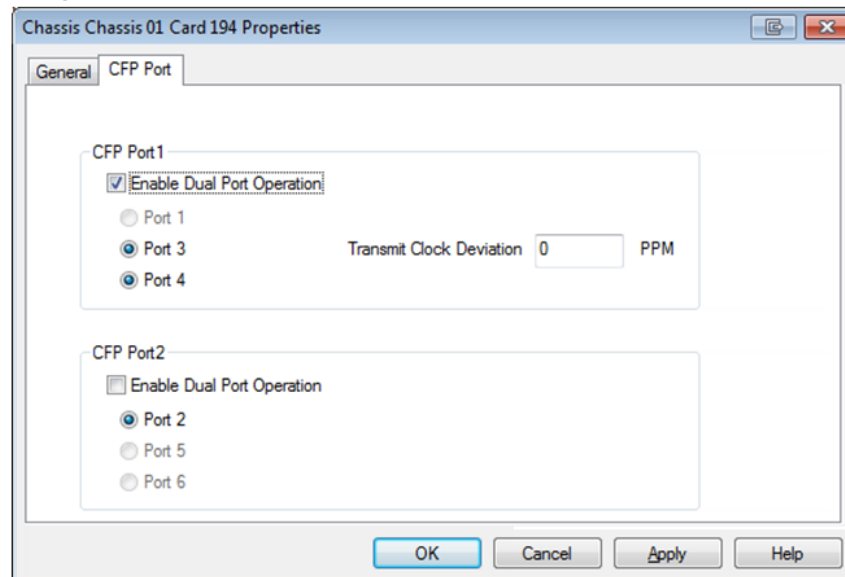 Chassis Chassis 01 Card 194 Properties
General CFP Port
CFP Port1
Enable Dual Port Operation
Port 1
Port 3 Transmit Clock Deviation 0 PPM
Port 4
CFP Port2
Enable Dual Port Operation
Port 2
Port 5
Port 6
OK Cancel Apply Help